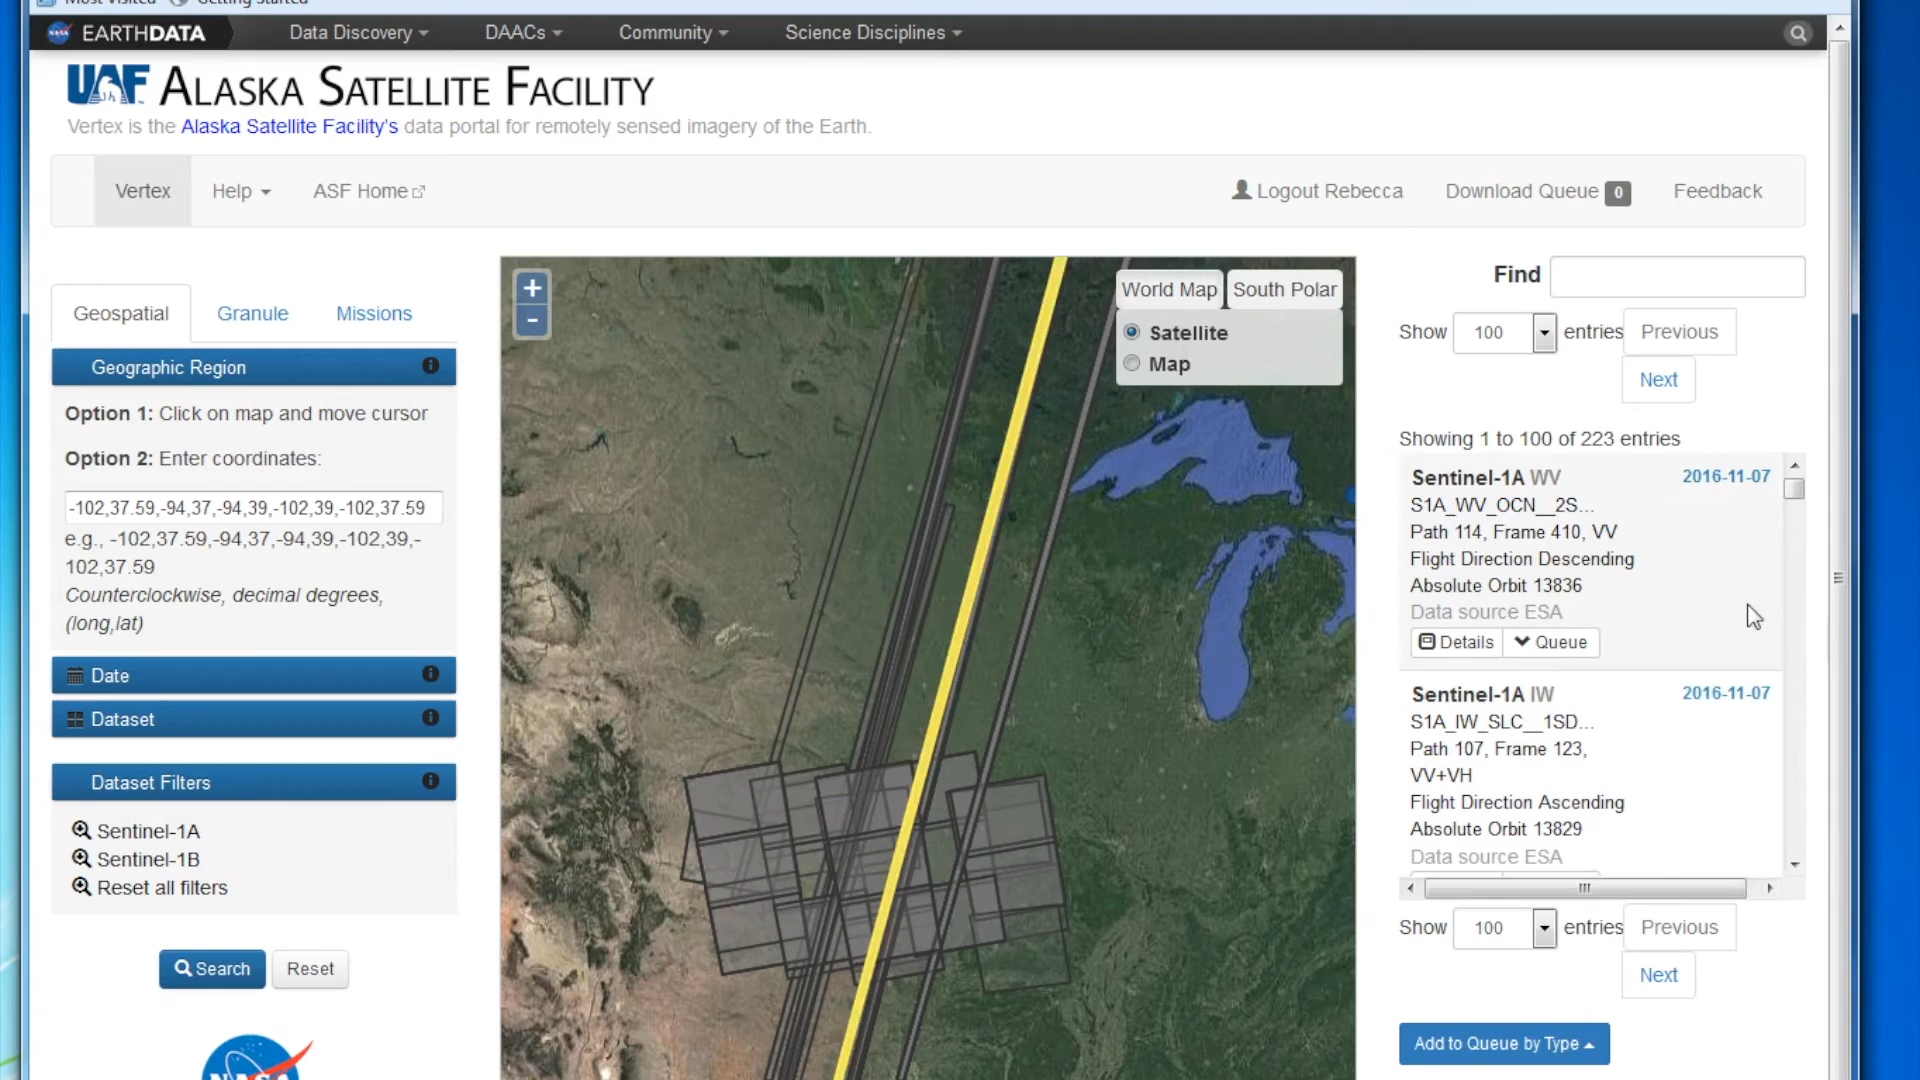 Most Visited Getting Started
EARTHDATA Data Discovery DAACs Community Science Disciplines
UAF ALASKA SATELLITE FACILITY
Vertex is the Alaska Satellite Facility's data portal for remotely sensed imagery of the Earth.
Vertex Help ASF Home Logout Rebecca Download Queue 0 Feedback
Geospatial Granule Missions
Geographic Region
Option 1: Click on map and move cursor
Option 2: Enter coordinates:
-102,37.59,-94,37,-94,39,-102,39,-102,37.59
e.g., -102,37.59,-94,37,-94,39,-102,39,-
102,37.59
Counterclockwise, decimal degrees,
(long,lat)
Date
Dataset
Dataset Filters
Sentinel-1A
Sentinel-1B
Reset all filters
Search Reset
NASA
+
-
World Map South Polar
Satellite
Map
Find
Show 100 entries Previous
Next
Showing 1 to 100 of 223 entries
Sentinel-1A WV 2016-11-07
S1A_WV_OCN__2S...
Path 114, Frame 410, VV
Flight Direction Descending
Absolute Orbit 13836
Data source ESA
Details Queue
Sentinel-1A IW 2016-11-07
S1A_IW_SLC__1SD...
Path 107, Frame 123,
VV+VH
Flight Direction Ascending
Absolute Orbit 13829
Data source ESA
Show 100 entries Previous
Next
Add to Queue by Type